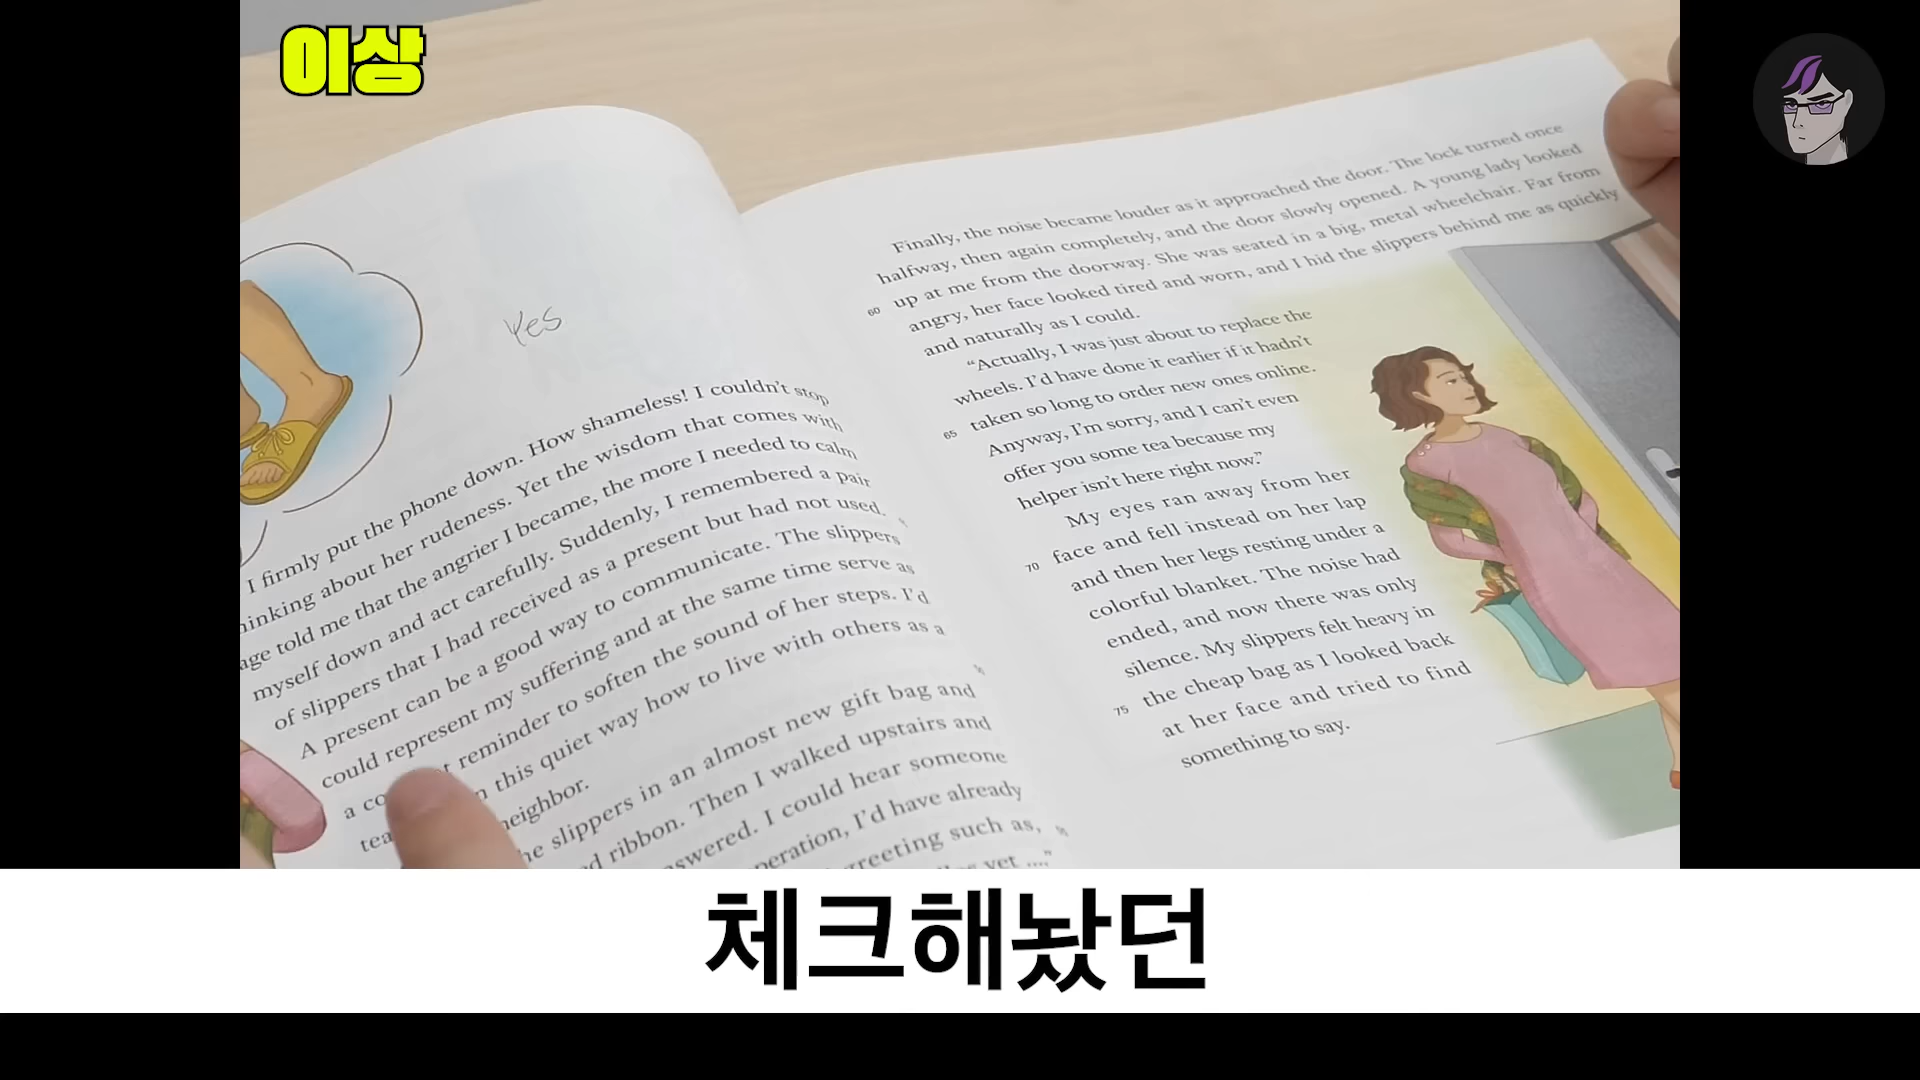 이상
Yes
I firmly put the phone down. How shameless! I couldn't stop
hinking about her rudeness. Yet the wisdom that comes with
age told me that the angrier I became, the more I needed to calm
myself down and act carefully. Suddenly, I remembered a pair
of slippers that I had received as a present but had not used.
A present can be a good way to communicate. The slippers
could represent my suffering and at the same time serve as
a reminder to soften the sound of her steps. I'd
this quiet way how to live with others as a
neighbor.
he slippers in an almost new gift bag and
ribbon. Then I walked upstairs and
I could hear someone
I'd have already
greeting such as,
yet ...."
Finally, the noise became louder as it approached the door. The lock turned once
halfway, then again completely, and the door slowly opened. A young lady looked
60 up at me from the doorway. She was seated in a big, metal wheelchair. Far from
angry, her face looked tired and worn, and I hid the slippers behind me as quickly
and naturally as I could.
"Actually, I was just about to replace the
wheels. I'd have done it earlier if it hadn't
65 taken so long to order new ones online.
Anyway, I'm sorry, and I can't even
offer you some tea because my
helper isn't here right now."
My eyes ran away from her
70 face and fell instead on her lap
and then her legs resting under a
colorful blanket. The noise had
ended, and now there was only
silence. My slippers felt heavy in
75 the cheap bag as I looked back
at her face and tried to find
something to say.
체크해놨던